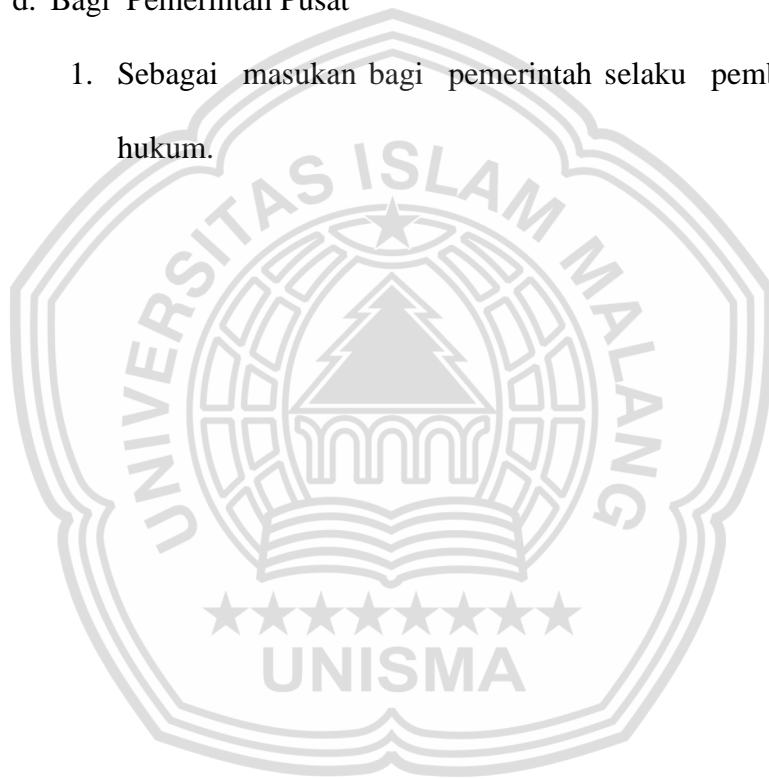 d. Bagi Pemerintah Pusat
1. Sebagai masukan bagi pemerintah selaku
hukum.
UNIVERSITAS ISLAM MALANG
UNISMA